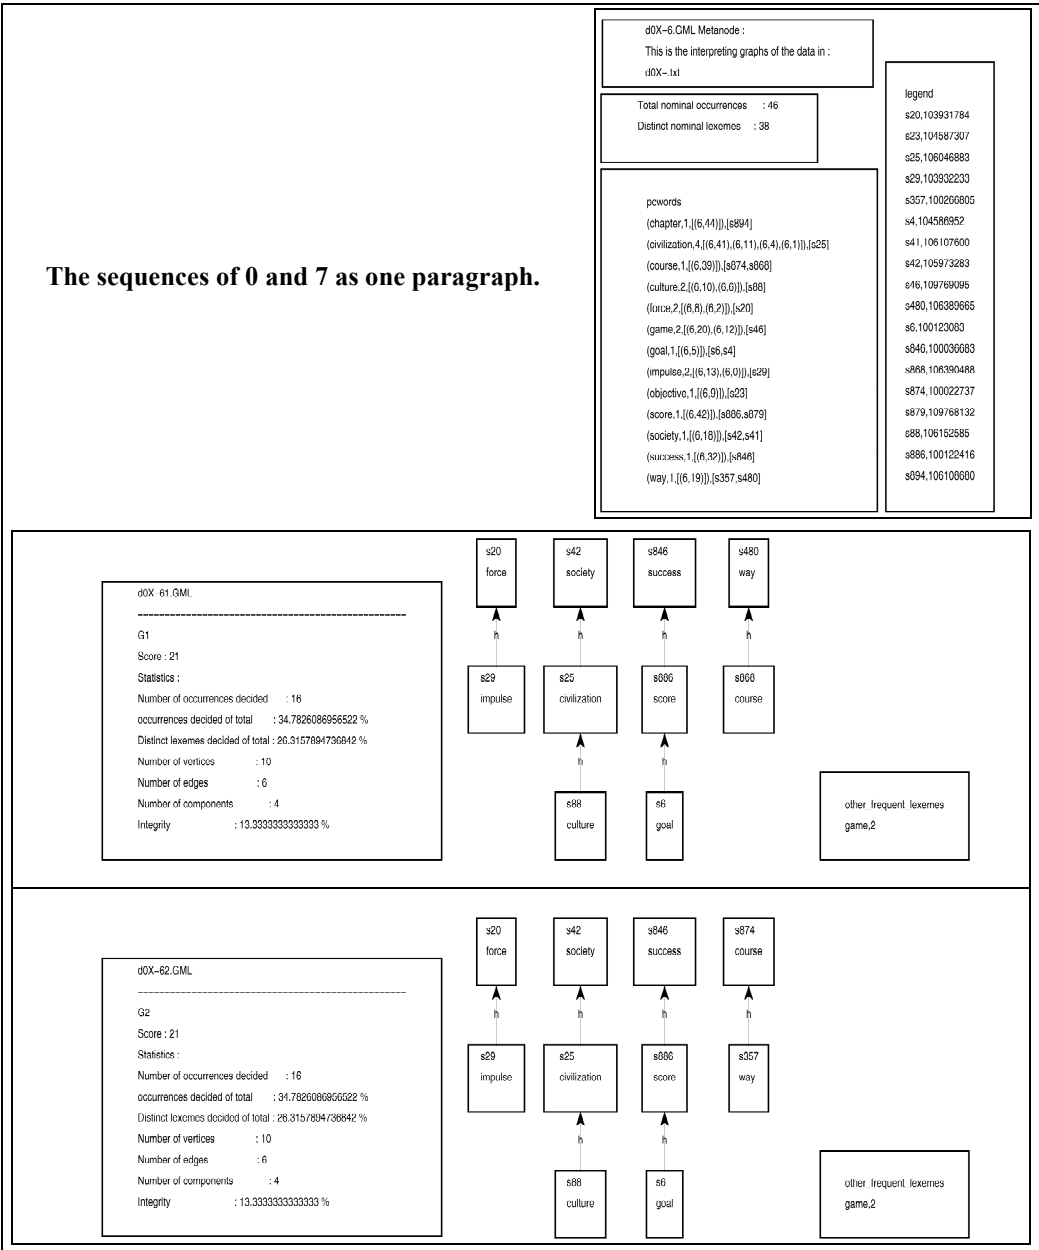 The sequences of 0 and 7 as one paragraph.
d0X-6.GML Metanode :
This is the interpreting graphs of the data in :
d0X-.txt
Total nominal occurrences : 46
Distinct nominal lexemes : 38
pcwords
(chapter,1,[(6,44)]),[s894]
(civilization,4,[(6,41),(6,11),(6,4),(6,1)]),[s25]
(course,1,[(6,39)]),[s874,s868]
(culture,2,[(6,10),(6,6)]),[s88]
(force,2,[(6,8),(6,2)]),[s20]
(game,2,[(6,20),(6,12)]),[s46]
(goal,1,[(6,5)]),[s6,s4]
(impulse,2,[(6,13),(6,0)]),[s29]
(objective,1,[(6,9)]),[s23]
(score,1,[(6,42)]),[s886,s879]
(society,1,[(6,18)]),[s42,s41]
(success,1,[(6,32)]),[s846]
(way,1,[(6,19)]),[s357,s480]
legend
s20,103931784
s23,104587307
s25,106046883
s29,103932233
s357,100266805
s4,104586952
s41,106107600
s42,105973283
s46,109769095
s480,106389665
s6,100123083
s846,100036683
s868,106390488
s874,100022737
s879,109768132
s88,106152585
s886,100122416
s894,106108680
d0X-61.GML
--------------------------------------------------
G1
Score : 21
Statistics :
Number of occurrences decided : 16
occurrences decided of total : 34.7826086956522 %
Distinct lexemes decided of total : 26.3157894736842 %
Number of vertices : 10
Number of edges : 6
Number of components : 4
Integrity : 13.3333333333333 %
s20
force
s42
society
s846
success
s480
way
h
h
h
h
s29
impulse
s25
civilization
s886
score
s868
course
h
h
s88
culture
s6
goal
other_frequent_lexemes
game,2
d0X-62.GML
--------------------------------------------------
G2
Score : 21
Statistics :
Number of occurrences decided : 16
occurrences decided of total : 34.7826086956522 %
Distinct lexemes decided of total : 26.3157894736842 %
Number of vertices : 10
Number of edges : 6
Number of components : 4
Integrity : 13.3333333333333 %
s20
force
s42
society
s846
success
s874
course
h
h
h
h
s29
impulse
s25
civilization
s886
score
s357
way
h
h
s88
culture
s6
goal
other_frequent_lexemes
game,2